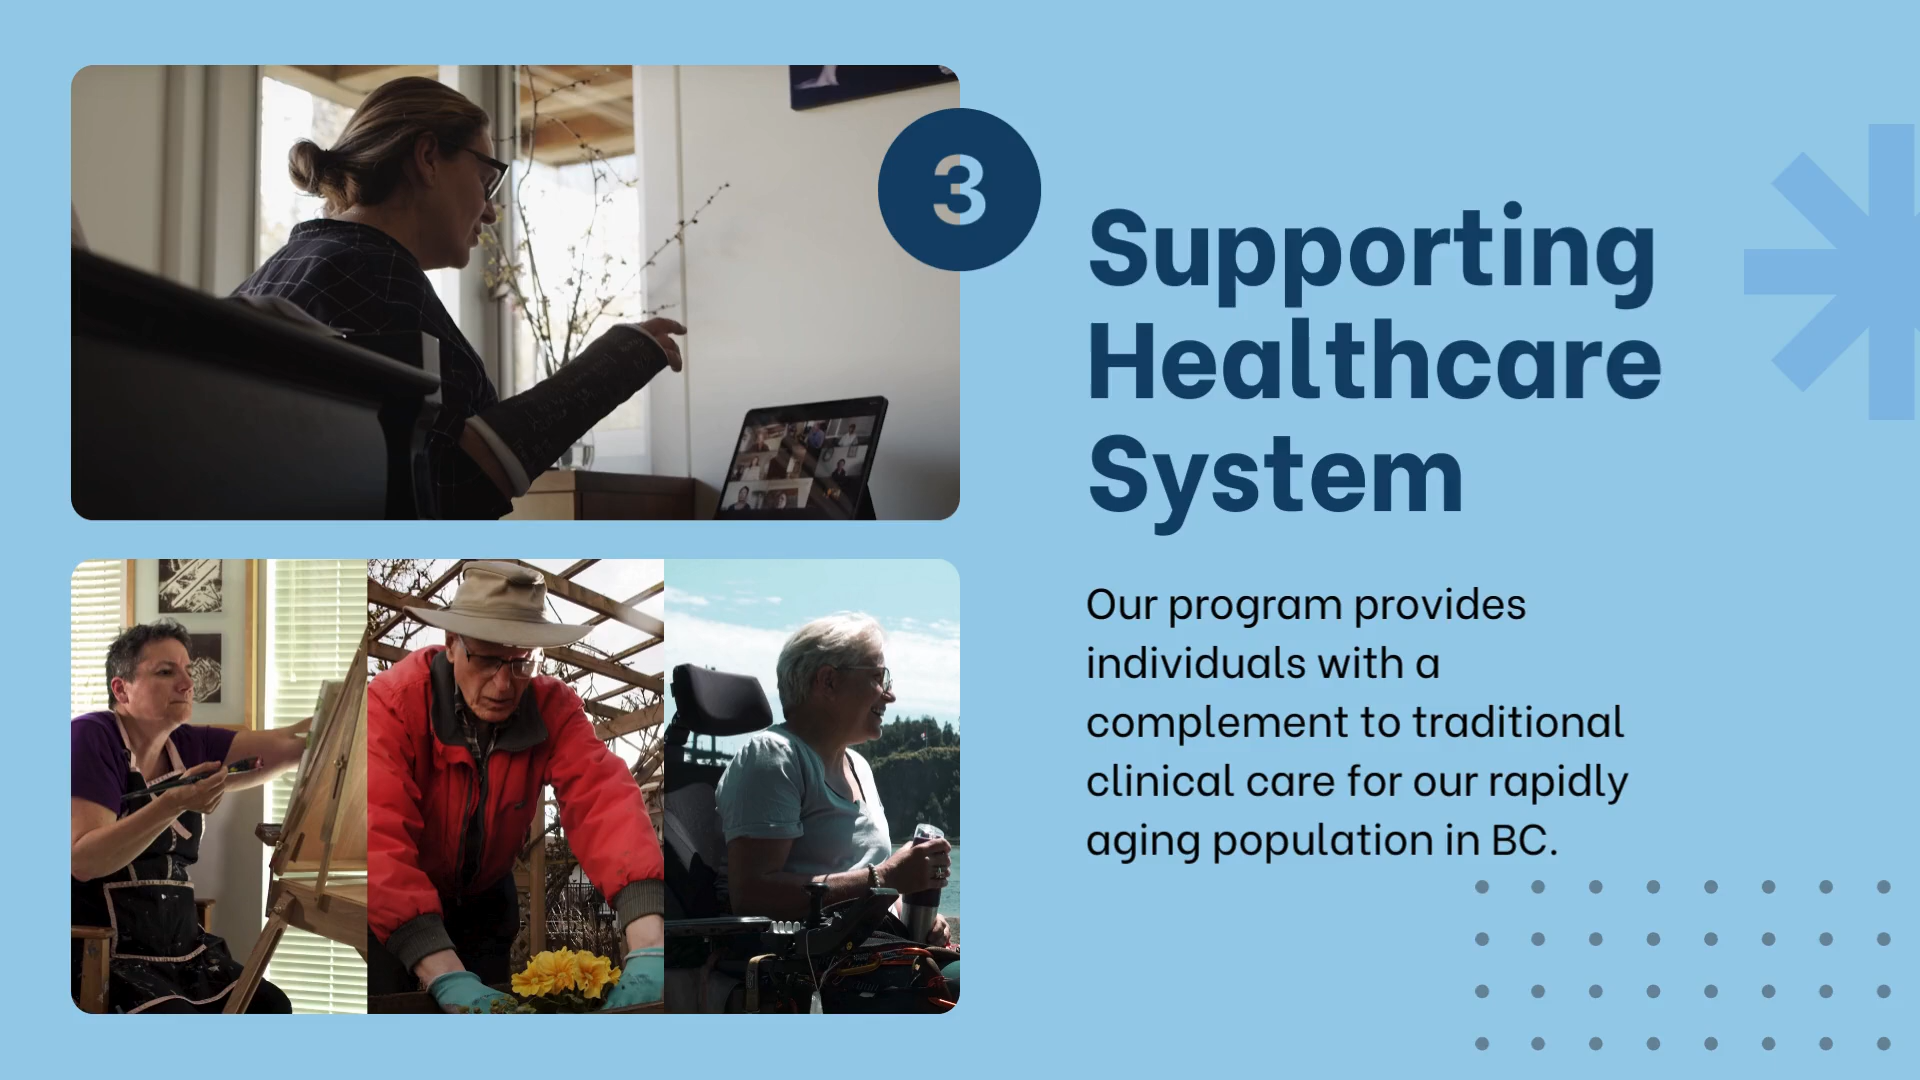 3
Supporting
Healthcare
System
Our program provides
individuals with a
complement to traditional
clinical care for our rapidly
aging population in BC.